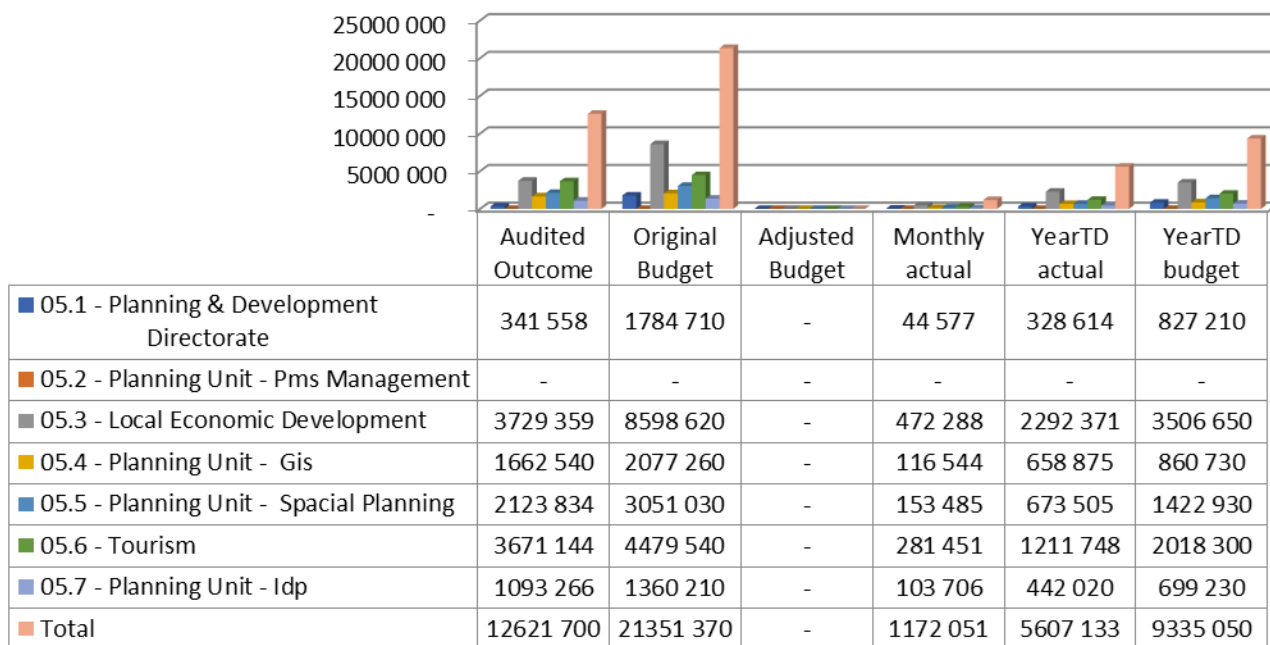 25000 000
20000 000
15000 000
10000 000
5000 000
-
Audited Outcome Original Budget Adjusted Budget Monthly actual YearTD actual YearTD budget
05.1 - Planning & Development
Directorate 341 558 1784 710 - 44 577 328 614 827 210
05.2 - Planning Unit - Pms Management - - - - - -
05.3 - Local Economic Development 3729 359 8598 620 - 472 288 2292 371 3506 650
05.4 - Planning Unit - Gis 1662 540 2077 260 - 116 544 658 875 860 730
05.5 - Planning Unit - Spacial Planning 2123 834 3051 030 - 153 485 673 505 1422 930
05.6 - Tourism 3671 144 4479 540 - 281 451 1211 748 2018 300
05.7 - Planning Unit - Idp 1093 266 1360 210 - 103 706 442 020 699 230
Total 12621 700 21351 370 - 1172 051 5607 133 9335 050